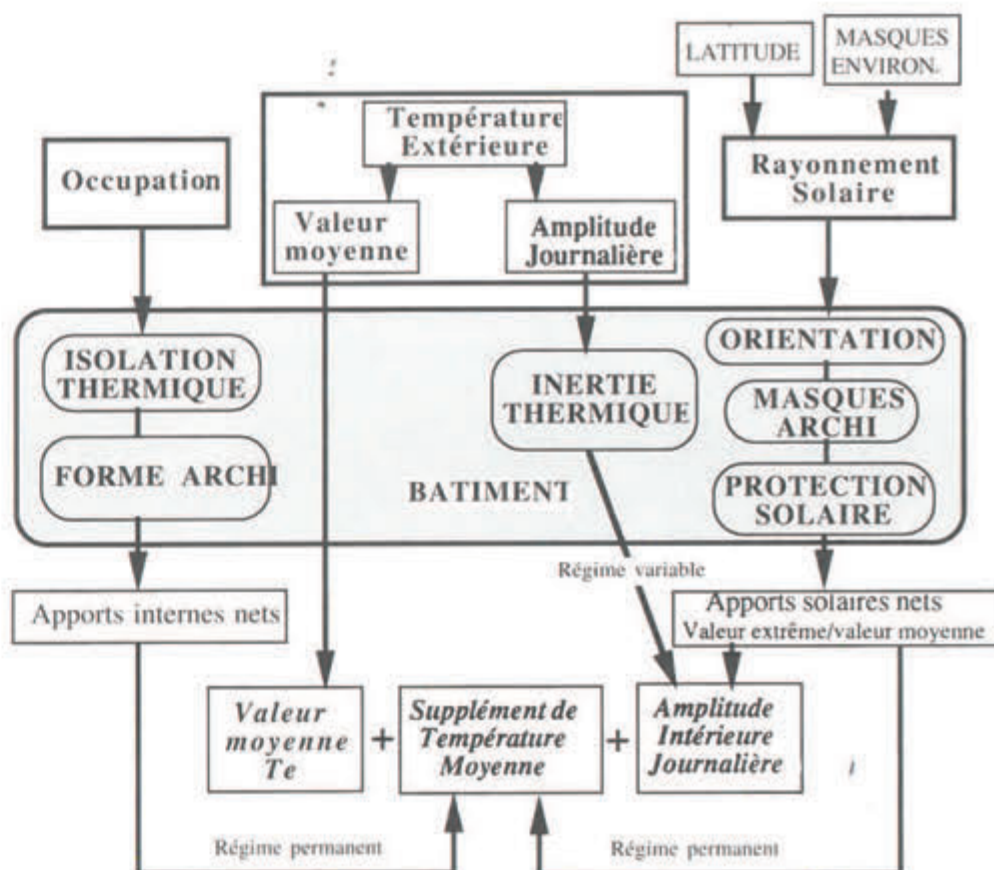 LATITUDE
MASQUES
ENVIRON.
Température
Extérieure
Occupation
Rayonnement
Solaire
Valeur
moyenne
Amplitude
Journalière
ISOLATION
THERMIQUE
FORME ARCHI
INERTIE
THERMIQUE
ORIENTATION
MASQUES
ARCHI
PROTECTION
SOLAIRE
BATIMENT
Régime variable
Apports internes nets
Apports solaires nets
Valeur extrême/valeur moyenne
Valeur
moyenne
Te
+
Supplément de
Température
Moyenne
+
Amplitude
Intérieure
Journalière
Régime permanent
Régime permanent